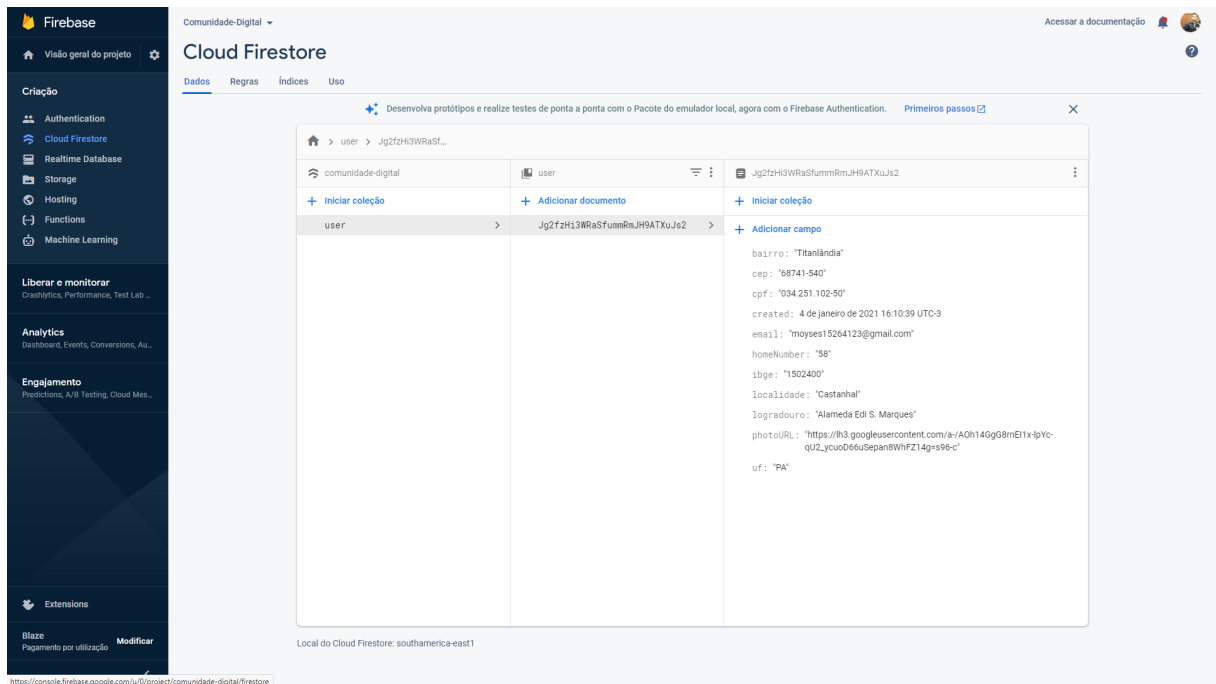 Firebase
Comunidade-Digital
Acessar a documentação
Visão geral do projeto
Cloud Firestore
Dados Regras Índices Uso
Criação
Authentication
Cloud Firestore
Realtime Database
Storage
Hosting
Functions
Machine Learning
Liberar e monitorar
Crashlytics, Performance, Test Lab ...
Analytics
Dashboard, Events, Conversions, Au...
Engajamento
Predictions, A/B Testing, Cloud Mes...
Extensions
Blaze
Pagamento por utilização
Modificar
Desenvolva protótipos e realize testes de ponta a ponta com o Pacote do emulador local, agora com o Firebase Authentication. Primeiros passos
user > Jg2fzHi3WRaSf...
comunidade-digital
+ Iniciar coleção
user
user
+ Adicionar documento
Jg2fzHi3WRaSfummRmJH9ATXuJs2
Jg2fzHi3WRaSfummRmJH9ATXuJs2
+ Iniciar coleção
+ Adicionar campo
bairro: "Titanlândia"
cep: "68741-540"
cpf: "034.251.102-50"
created: 4 de janeiro de 2021 16:10:39 UTC-3
email: "moyses15264123@gmail.com"
homeNumber: "58"
ibge: "1502400"
localidade: "Castanhal"
logradouro: "Alameda Edi S. Marques"
photoURL: "https://lh3.googleusercontent.com/a-/AOh14GgG8rnEI1x-lpYc-
qU2_ycuoD66uSepan8WhFZ14g=s96-c"
uf: "PA"
Local do Cloud Firestore: southamerica-east1
https://console.firebase.google.com/u/0/project/comunidade-digital/firestore